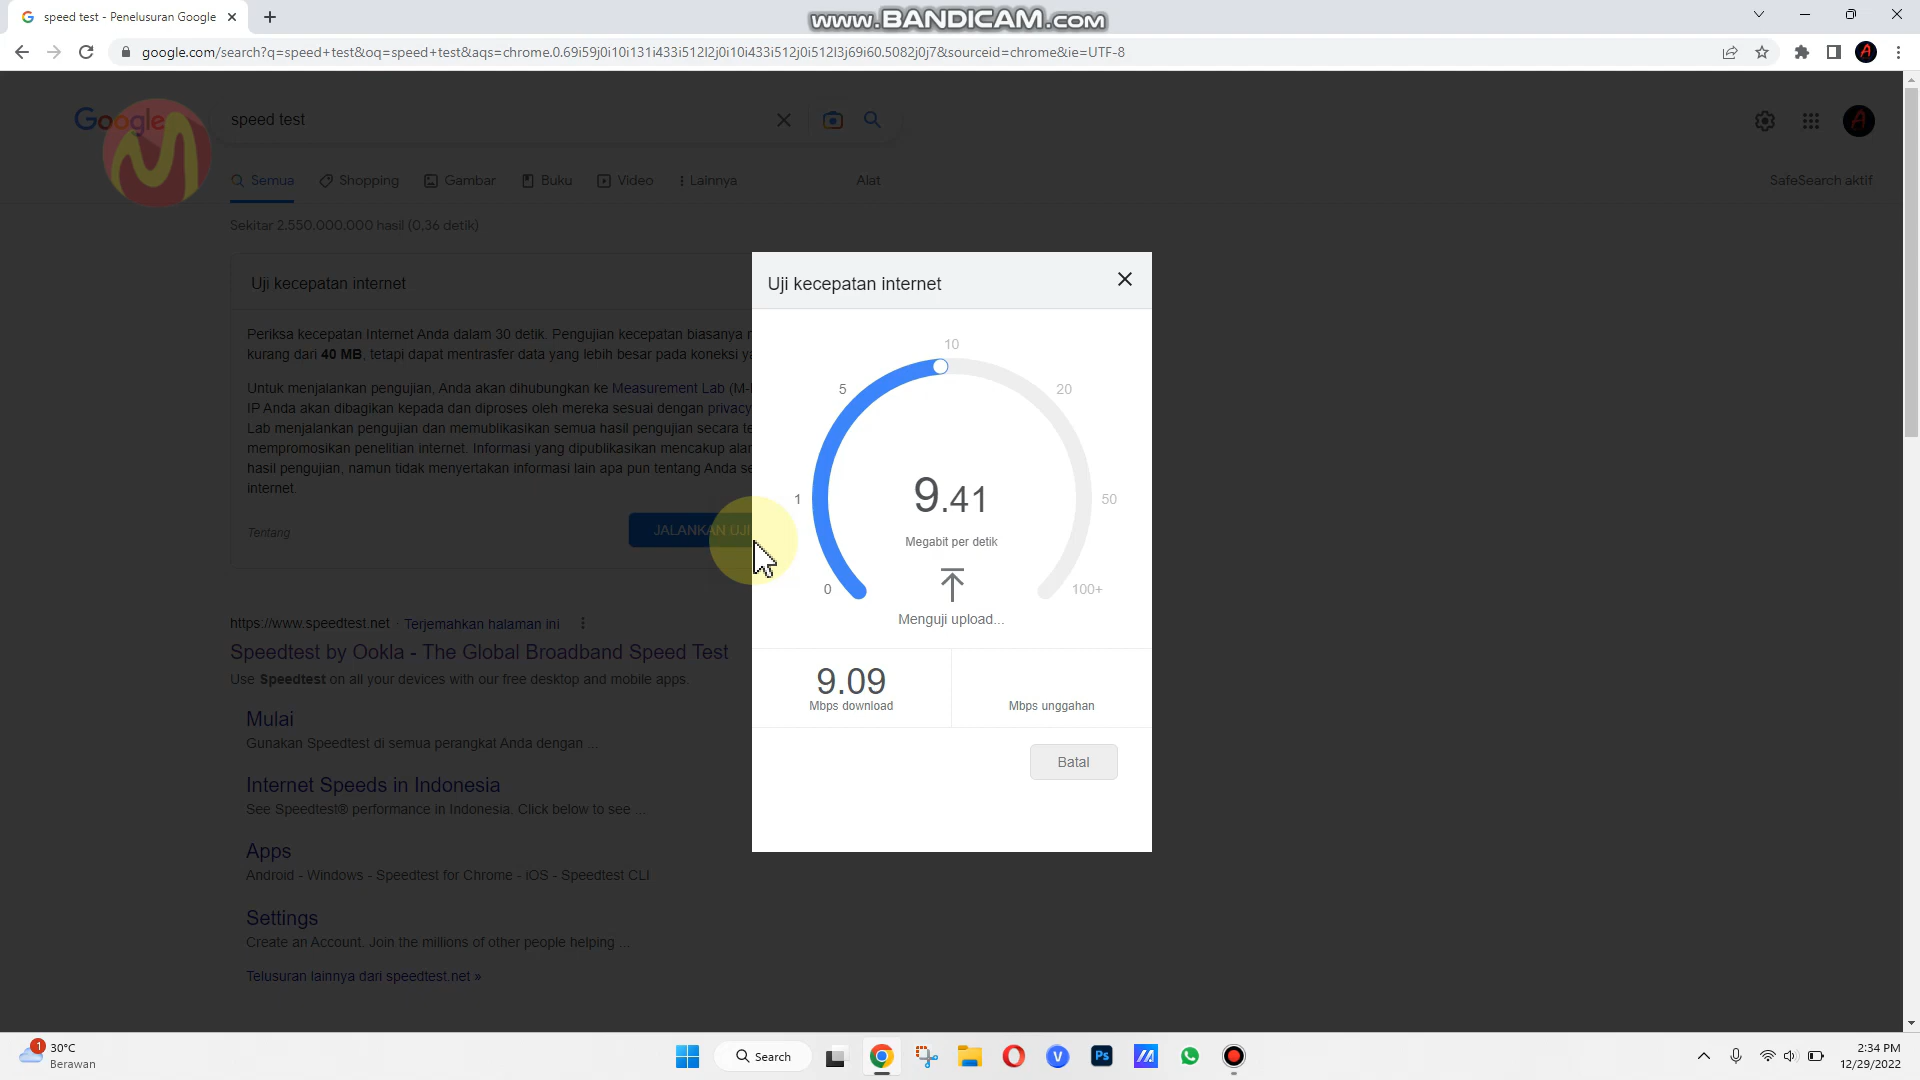 speed test - Penelusuran Google
www.BANDICAM.com
google.com/search?q=speed+test&oq=speed+test&aqs=chrome.0.69i59j0i10i131i433i512l2j0i10i433i512j0i512l3j69i60.5082j0j7&sourceid=chrome&ie=UTF-8
Google
speed test
Semua
Shopping
Gambar
Buku
Video
Lainnya
Alat
SafeSearch aktif
Sekitar 2.550.000.000 hasil (0,36 detik)
Uji kecepatan internet
Periksa kecepatan Internet Anda dalam 30 detik. Pengujian kecepatan biasanya
kurang dari 40 MB, tetapi dapat mentrasfer data yang lebih besar pada koneksi
Untuk menjalankan pengujian, Anda akan dihubungkan ke Measurement Lab (M-
IP Anda akan dibagikan kepada dan diproses oleh mereka sesuai dengan privacy
Lab menjalankan pengujian dan memublikasikan semua hasil pengujian secara
mempromosikan penelitian internet. Informasi yang dipublikasikan mencakup
hasil pengujian, namun tidak menyertakan informasi lain apa pun tentang Anda
internet.
Tentang
JALANKAN UJI
https://www.speedtest.net · Terjemahkan halaman ini
Speedtest by Ookla - The Global Broadband Speed Test
Use Speedtest on all your devices with our free desktop and mobile apps.
Mulai
Gunakan Speedtest di semua perangkat Anda dengan ...
Internet Speeds in Indonesia
See Speedtest® performance in Indonesia. Click below to see ...
Apps
Android - Windows - Speedtest for Chrome - iOS - Speedtest CLI
Settings
Create an Account. Join the millions of other people helping ...
Telusuran lainnya dari speedtest.net »
Uji kecepatan internet
10
5
20
1
50
0
100+
9.41
Megabit per detik
Menguji upload...
9.09
Mbps download
Mbps unggahan
Batal
1
30°C
Berawan
Search
Ps
2:34 PM
12/29/2022